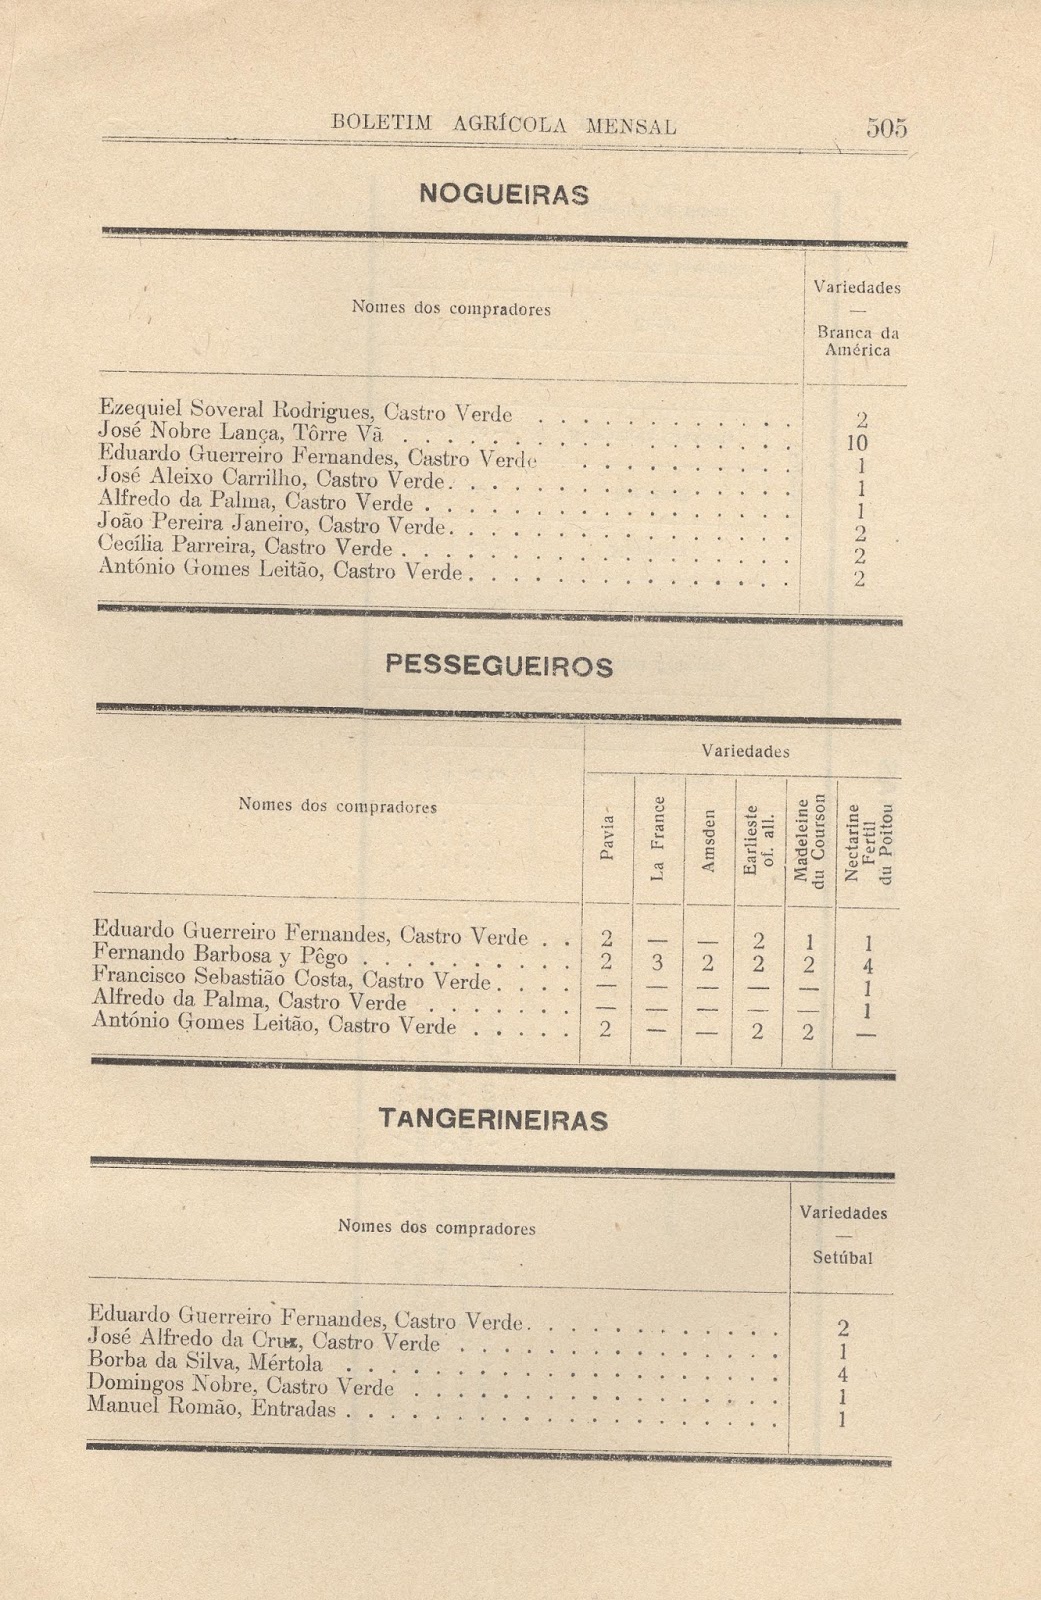 BOLETIM AGRÍCOLA MENSAL 505
NOGUEIRAS
Nomes dos compradores
Variedades
—
Branca da
América
Ezequiel Soveral Rodrigues, Castro Verde . . . . . . . . . . . . 2
José Nobre Lança, Tôrre Vã . . . . . . . . . . . . . . . . . . 10
Eduardo Guerreiro Fernandes, Castro Verde . . . . . . . . . . 1
José Aleixo Carrilho, Castro Verde. . . . . . . . . . . . . . . . 1
Alfredo da Palma, Castro Verde . . . . . . . . . . . . . . . . . 1
João Pereira Janeiro, Castro Verde. . . . . . . . . . . . . . . . 2
Cecília Parreira, Castro Verde . . . . . . . . . . . . . . . . . . 2
António Gomes Leitão, Castro Verde. . . . . . . . . . . . . . . 2
PESSEGUEIROS
Nomes dos compradores
Variedades
Pavia
La France
Amsden
Earlieste
of. all.
Madeleine
du Courson
Nectarine
Fertil
du Poitou
Eduardo Guerreiro Fernandes, Castro Verde . . 2 — — 2 1 1
Fernando Barbosa y Pêgo . . . . . . . . . . 2 3 2 2 2 4
Francisco Sebastião Costa, Castro Verde. . . . — — — — — 1
Alfredo da Palma, Castro Verde . . . . . . . — — — — — 1
António Gomes Leitão, Castro Verde . . . . . 2 — — 2 2 —
TANGERINEIRAS
Nomes dos compradores
Variedades
—
Setúbal
Eduardo Guerreiro Fernandes, Castro Verde. . . . . . . . . . . . 2
José Alfredo da Cruz, Castro Verde . . . . . . . . . . . . . . . 1
Borba da Silva, Mértola . . . . . . . . . . . . . . . . . . . . 4
Domingos Nobre, Castro Verde . . . . . . . . . . . . . . . . . 1
Manuel Romão, Entradas . . . . . . . . . . . . . . . . . . . . 1